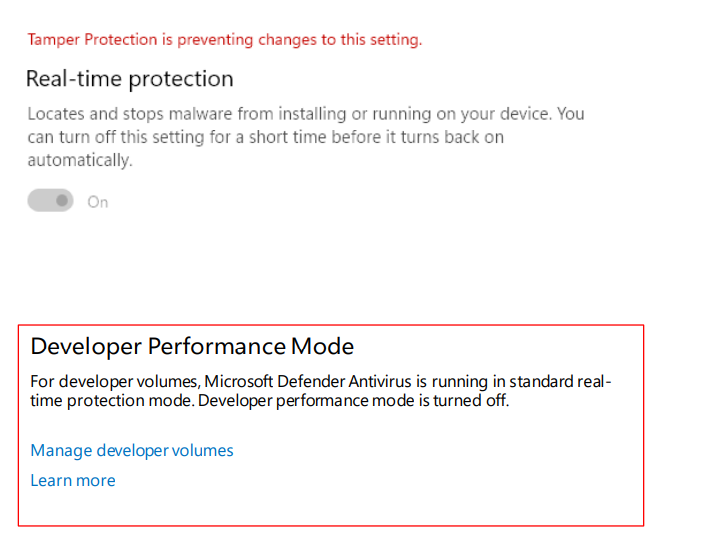 Tamper Protection is preventing changes to this setting.
Real-time protection
Locates and stops malware from installing or running on your device. You
can turn off this setting for a short time before it turns back on
automatically.
On
Developer Performance Mode
For developer volumes, Microsoft Defender Antivirus is running in standard real-
time protection mode. Developer performance mode is turned off.
Manage developer volumes
Learn more